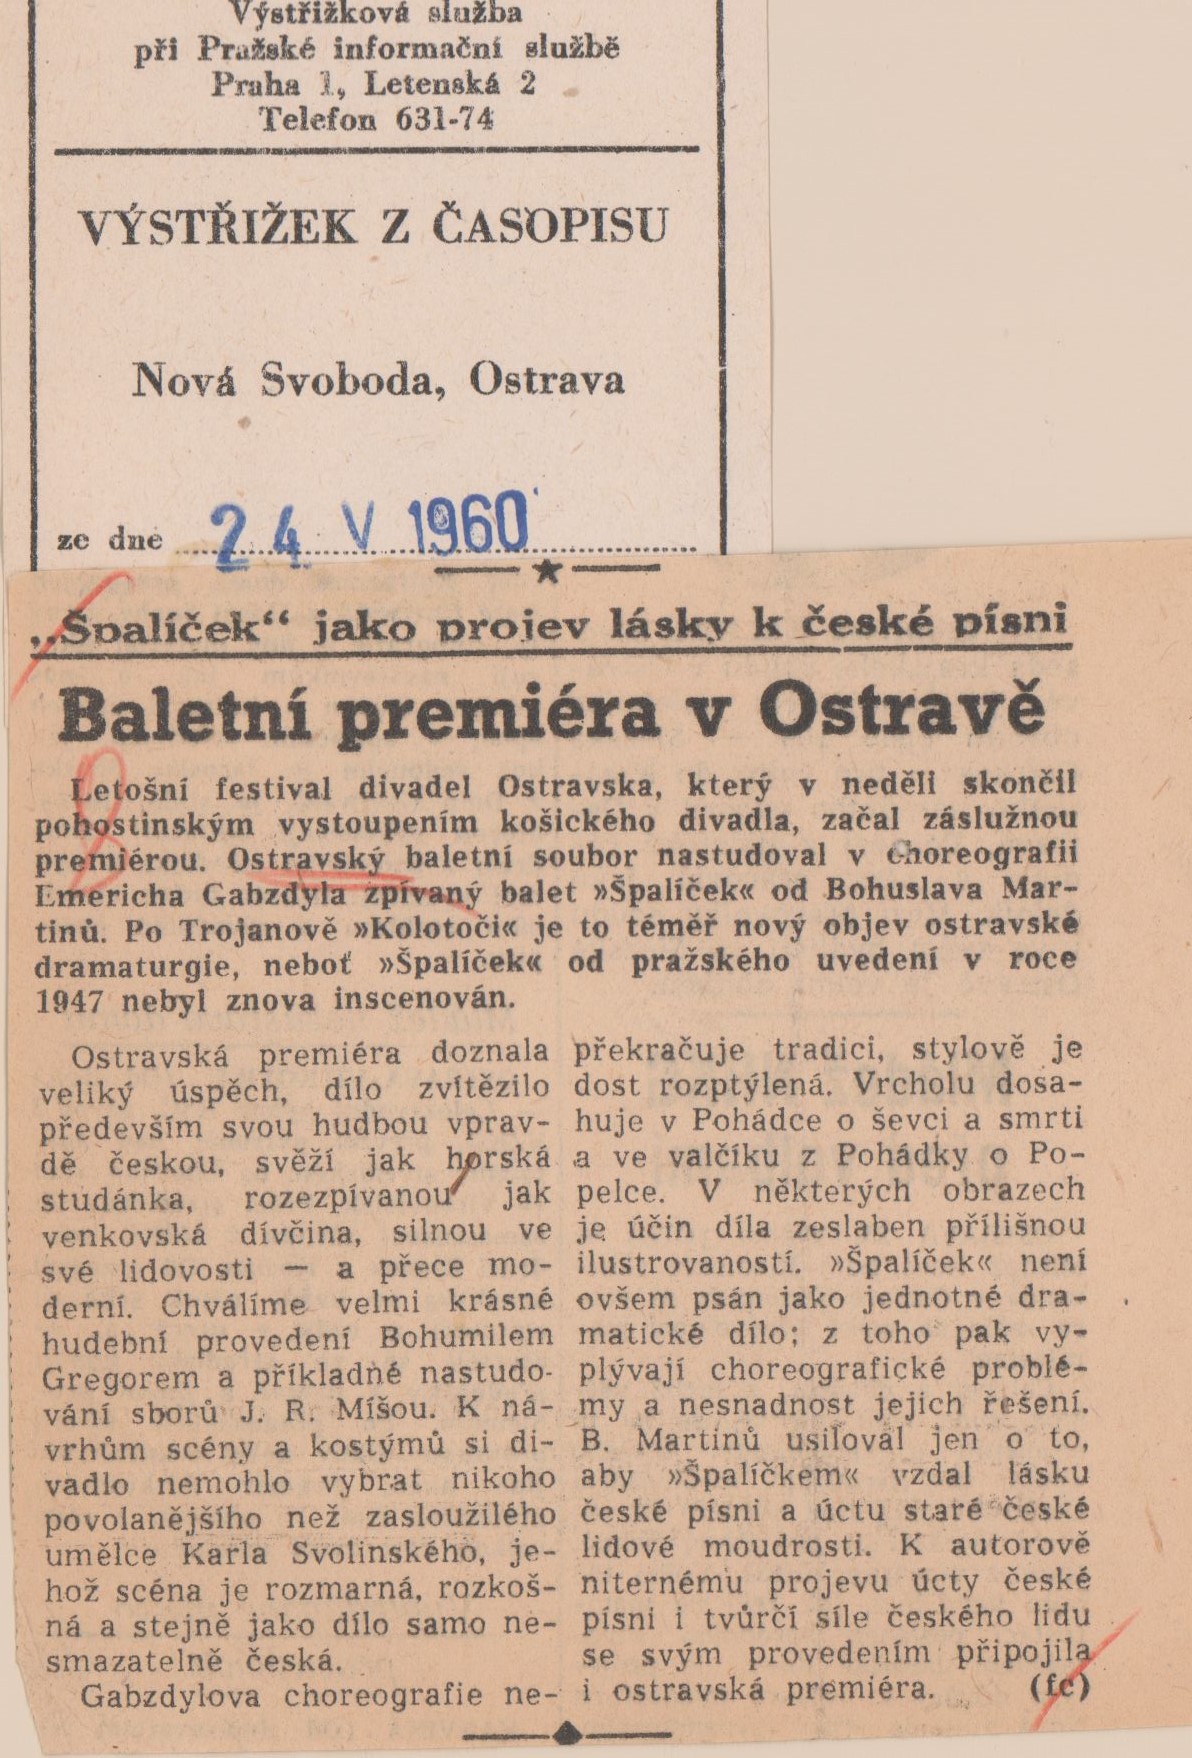 Výstřižková služba
při Pražské informační službě
Praha 1, Letenská 2
Telefon 631-74
VÝSTŘIŽEK Z ČASOPISU
Nová Svoboda, Ostrava
ze dne 24 V 1960
„Špalíček“ jako projev lásky k české písni
Baletní premiéra v Ostravě
Letošní festival divadel Ostravska, který v neděli skončil
pohostinským vystoupením košického divadla, začal záslužnou
premiérou. Ostravský baletní soubor nastudoval v choreografii
Emericha Gabzdyla zpívaný balet »Špalíček« od Bohuslava Mar-
tinů. Po Trojanově »Kolotoči« je to téměř nový objev ostravské
dramaturgie, neboť »Špalíček« od pražského uvedení v roce
1947 nebyl znova inscenován.
Ostravská premiéra doznala
veliký úspěch, dílo zvítězilo
především svou hudbou vprav-
dě českou, svěží jak horská
studánka, rozezpívanou jak
venkovská dívčina, silnou ve
své lidovosti — a přece mo-
derní. Chválíme velmi krásné
hudební provedení Bohumilem
Gregorem a příkladné nastudo-
vání sborů J. R. Míšou. K ná-
vrhům scény a kostýmů si di-
vadlo nemohlo vybrat nikoho
povolanějšího než zasloužilého
umělce Karla Svolinského, je-
hož scéna je rozmarná, rozkoš-
ná a stejně jako dílo samo ne-
smazatelně česká.
Gabzdylova choreografie ne-
překračuje tradici, stylově je
dost rozptýlená. Vrcholu dosa-
huje v Pohádce o ševci a smrti
a ve valčíku z Pohádky o Po-
pelce. V některých obrazech
je účin díla zeslaben přílišnou
ilustrovaností. »Špalíček« není
ovšem psán jako jednotné dra-
matické dílo; z toho pak vy-
plývají choreografické problé-
my a nesnadnost jejich řešení.
B. Martinů usiloval jen o to,
aby »Špalíčkem« vzdal lásku
české písni a úctu staré české
lidové moudrosti. K autorově
niternému projevu úcty české
písni i tvůrčí síle českého lidu
se svým provedením připojila
i ostravská premiéra. (fc)